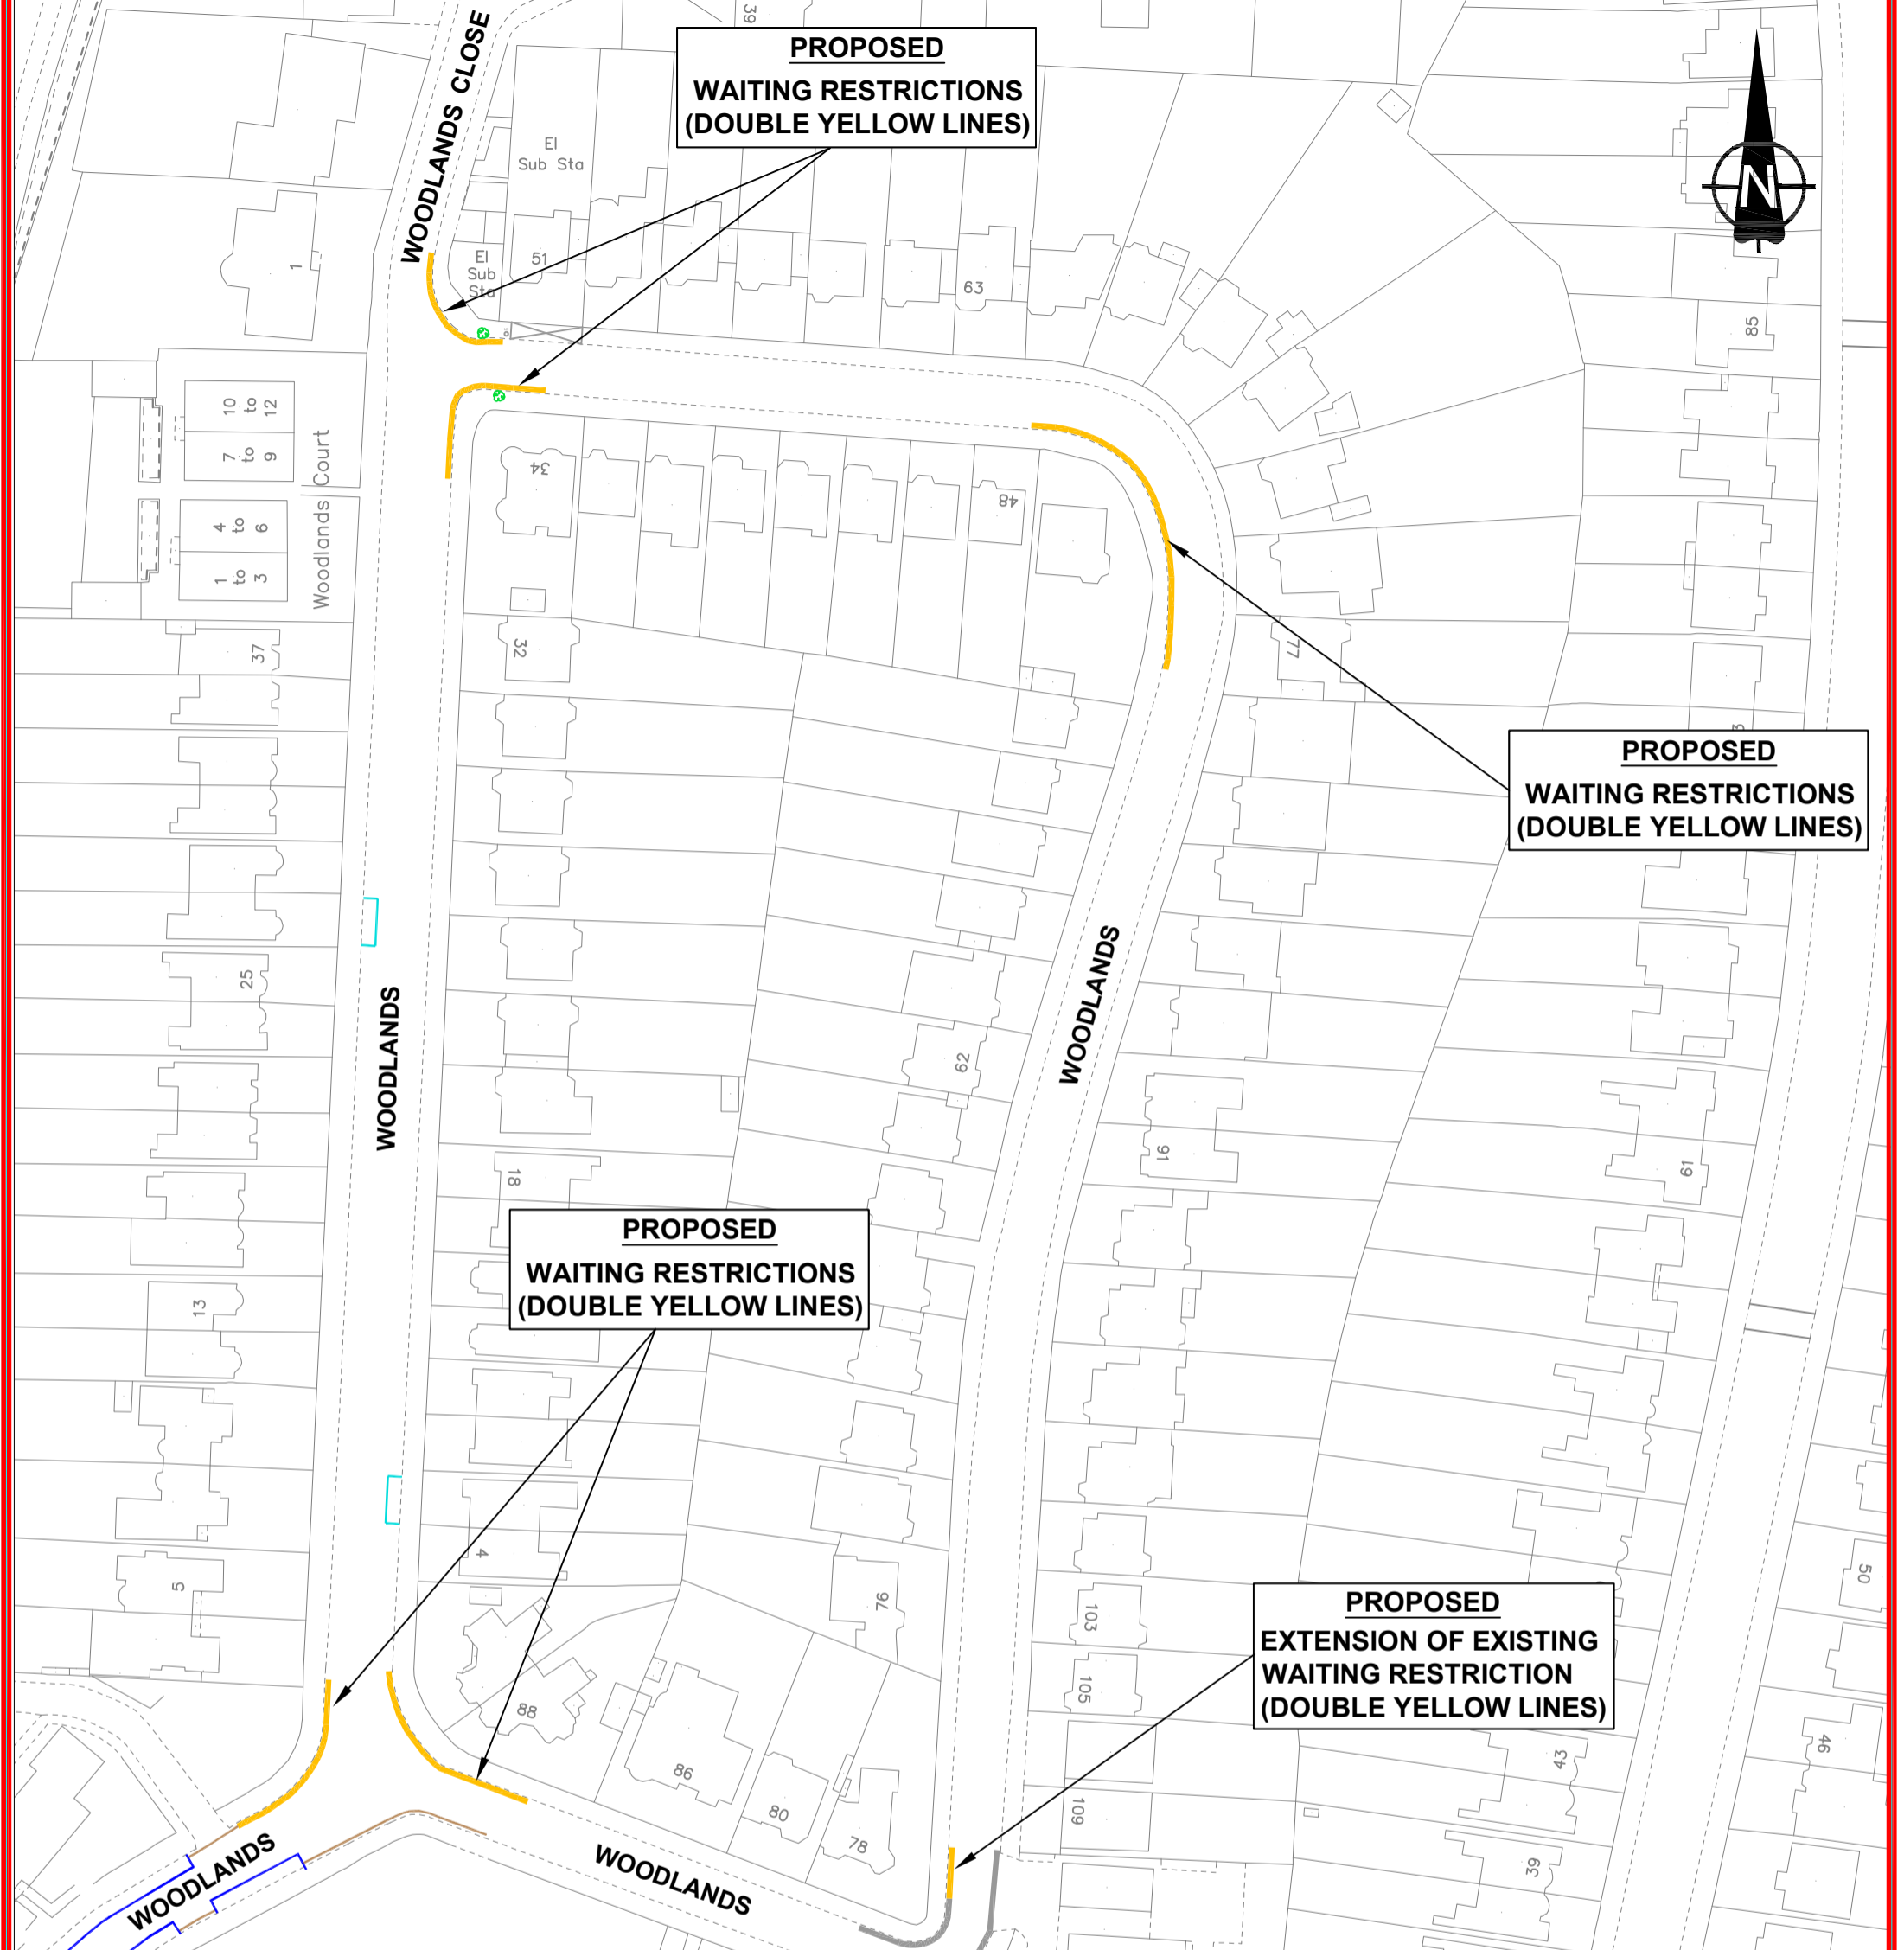 WOODLANDS CLOSE
39
PROPOSED
WAITING RESTRICTIONS
(DOUBLE YELLOW LINES)
N
El
Sub Sta
El
Sub
Sta
51
1
63
85
10
to
12
7
to
9
4
to
6
1
to
3
Woodlands Court
34
48
32
37
77
PROPOSED
WAITING RESTRICTIONS
(DOUBLE YELLOW LINES)
25
WOODLANDS
WOODLANDS
62
91
61
18
PROPOSED
WAITING RESTRICTIONS
(DOUBLE YELLOW LINES)
13
4
5
76
103
105
50
PROPOSED
EXTENSION OF EXISTING
WAITING RESTRICTION
(DOUBLE YELLOW LINES)
88
86
80
78
109
43
46
39
WOODLANDS
WOODLANDS